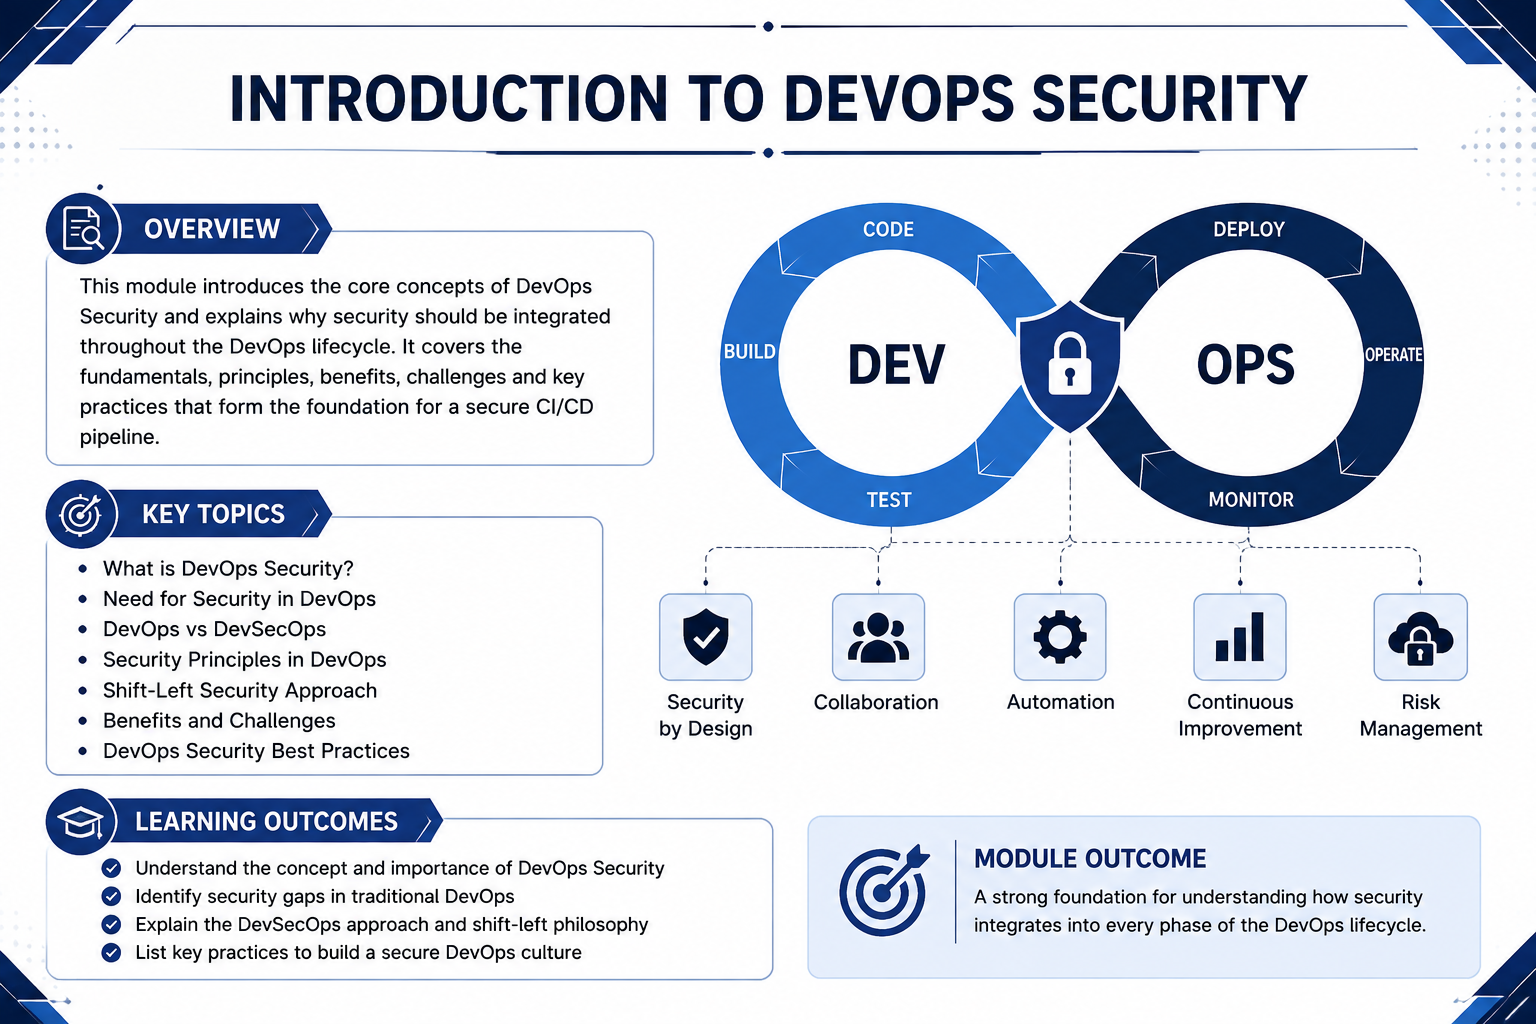 INTRODUCTION TO DEVOPS SECURITY
OVERVIEW
This module introduces the core concepts of DevOps
Security and explains why security should be integrated
throughout the DevOps lifecycle. It covers the
fundamentals, principles, benefits, challenges and key
practices that form the foundation for a secure CI/CD
pipeline.
KEY TOPICS
• What is DevOps Security?
• Need for Security in DevOps
• DevOps vs DevSecOps
• Security Principles in DevOps
• Shift-Left Security Approach
• Benefits and Challenges
• DevOps Security Best Practices
LEARNING OUTCOMES
Understand the concept and importance of DevOps Security
Identify security gaps in traditional DevOps
Explain the DevSecOps approach and shift-left philosophy
List key practices to build a secure DevOps culture
CODE
BUILD
DEV
TEST
DEPLOY
OPS
OPERATE
MONITOR
Security
by Design
Collaboration
Automation
Continuous
Improvement
Risk
Management
MODULE OUTCOME
A strong foundation for understanding how security
integrates into every phase of the DevOps lifecycle.